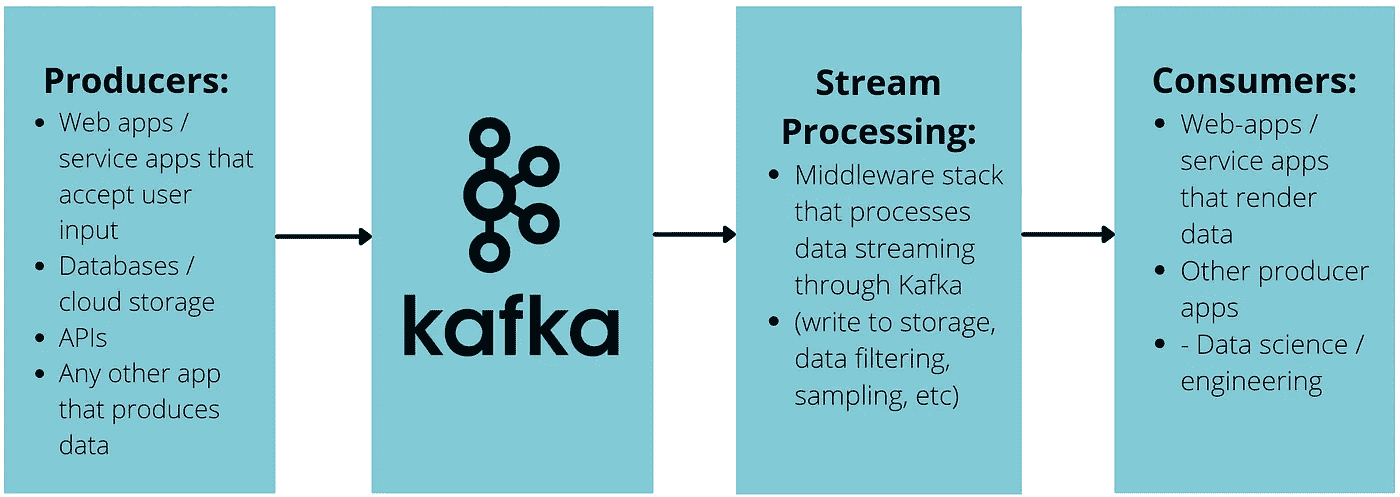 Producers:
• Web apps /
service apps that
accept user
input
• Databases /
cloud storage
• APIs
• Any other app
that produces
data
kafka
Stream
Processing:
• Middleware stack
that processes
data streaming
through Kafka
• (write to storage,
data filtering,
sampling, etc)
Consumers:
• Web-apps /
service apps
that render
data
• Other producer
apps
• - Data science /
engineering